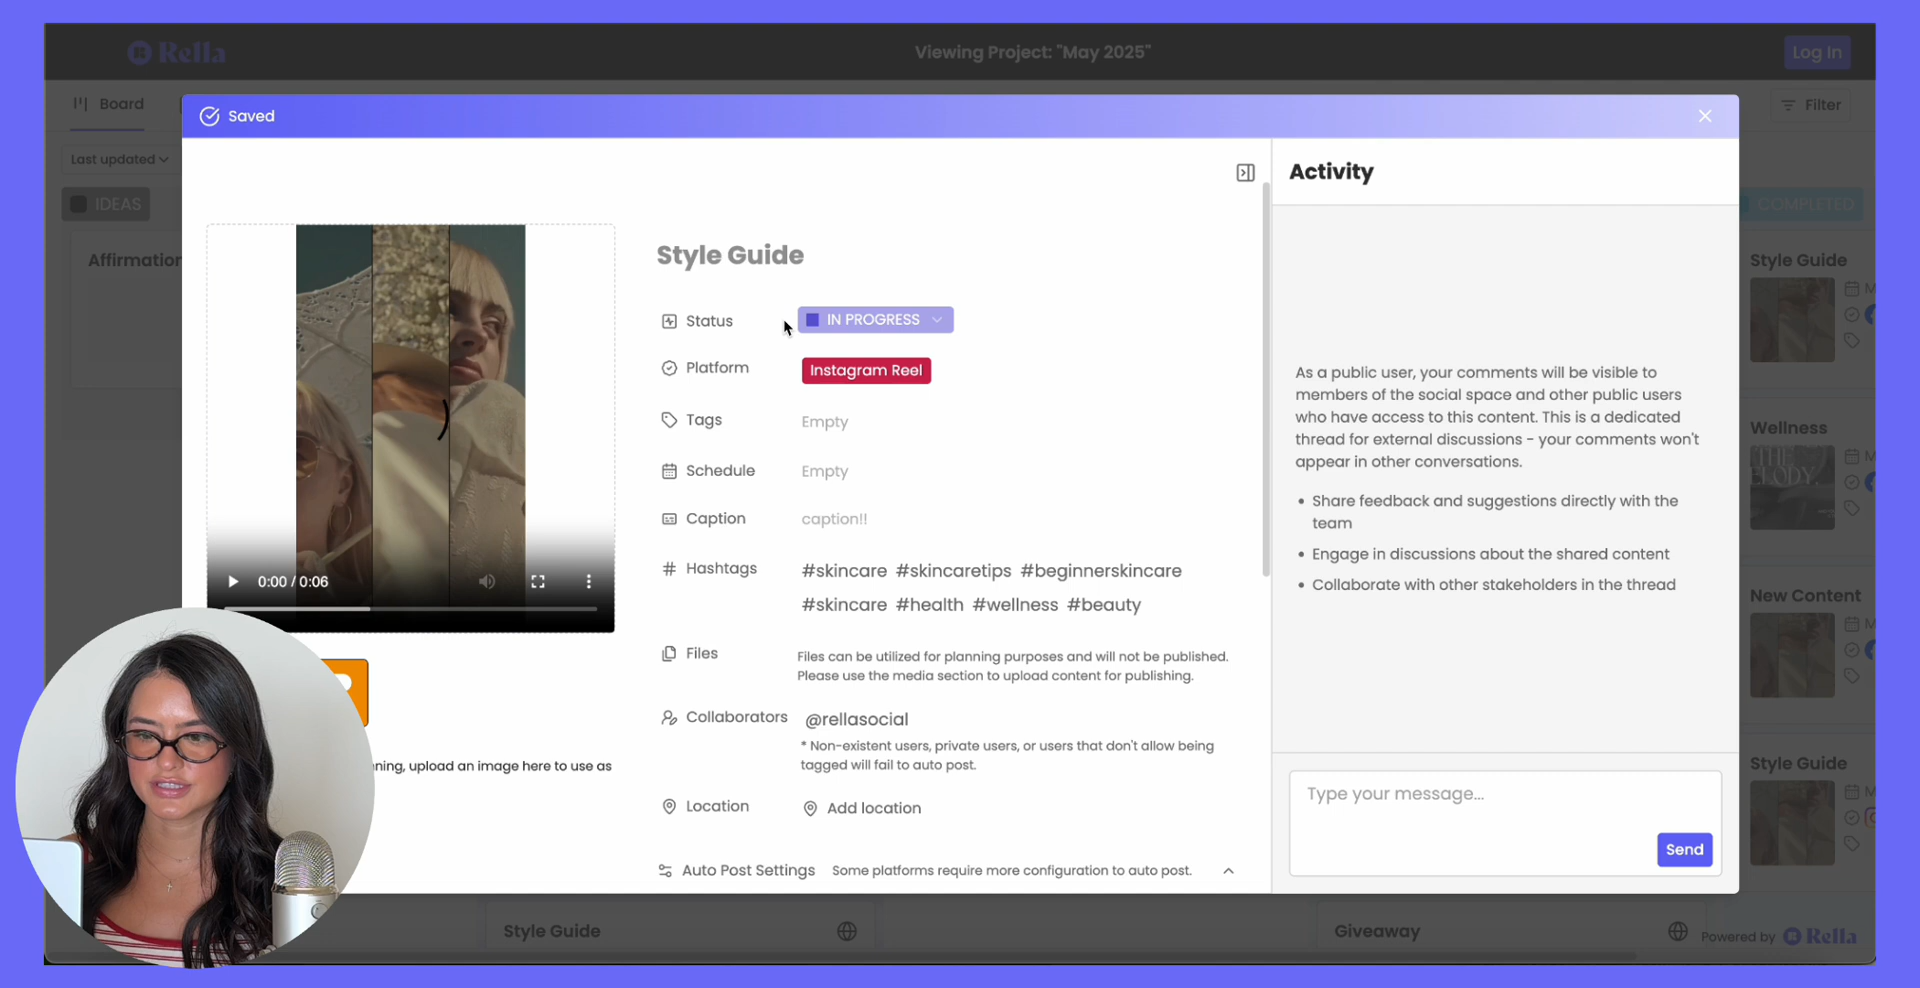 Rella
Viewing Project: "May 2025"
Log In
Board
Filter
Saved
Last updated
IDEAS
COMPLETED
Affirmation
Activity
Style Guide
Status
IN PROGRESS
Platform
Instagram Reel
Tags
Empty
Schedule
Empty
Caption
caption!!
Hashtags
#skincare #skincaretips #beginnerskincare
#skincare #health #wellness #beauty
Files
Files can be utilized for planning purposes and will not be published.
Please use the media section to upload content for publishing.
Collaborators
@rellasocial
* Non-existent users, private users, or users that don't allow being
tagged will fail to auto post.
Location
Add location
Auto Post Settings
Some platforms require more configuration to auto post.
0:00 / 0:06
ning, upload an image here to use as
As a public user, your comments will be visible to
members of the social space and other public users
who have access to this content. This is a dedicated
thread for external discussions - your comments won't
appear in other conversations.
• Share feedback and suggestions directly with the
team
• Engage in discussions about the shared content
• Collaborate with other stakeholders in the thread
Type your message...
Send
Style Guide
M
Wellness
THE
ELODY.
M
New Content
M
Style Guide
M
Style Guide
Giveaway
Powered by Rella